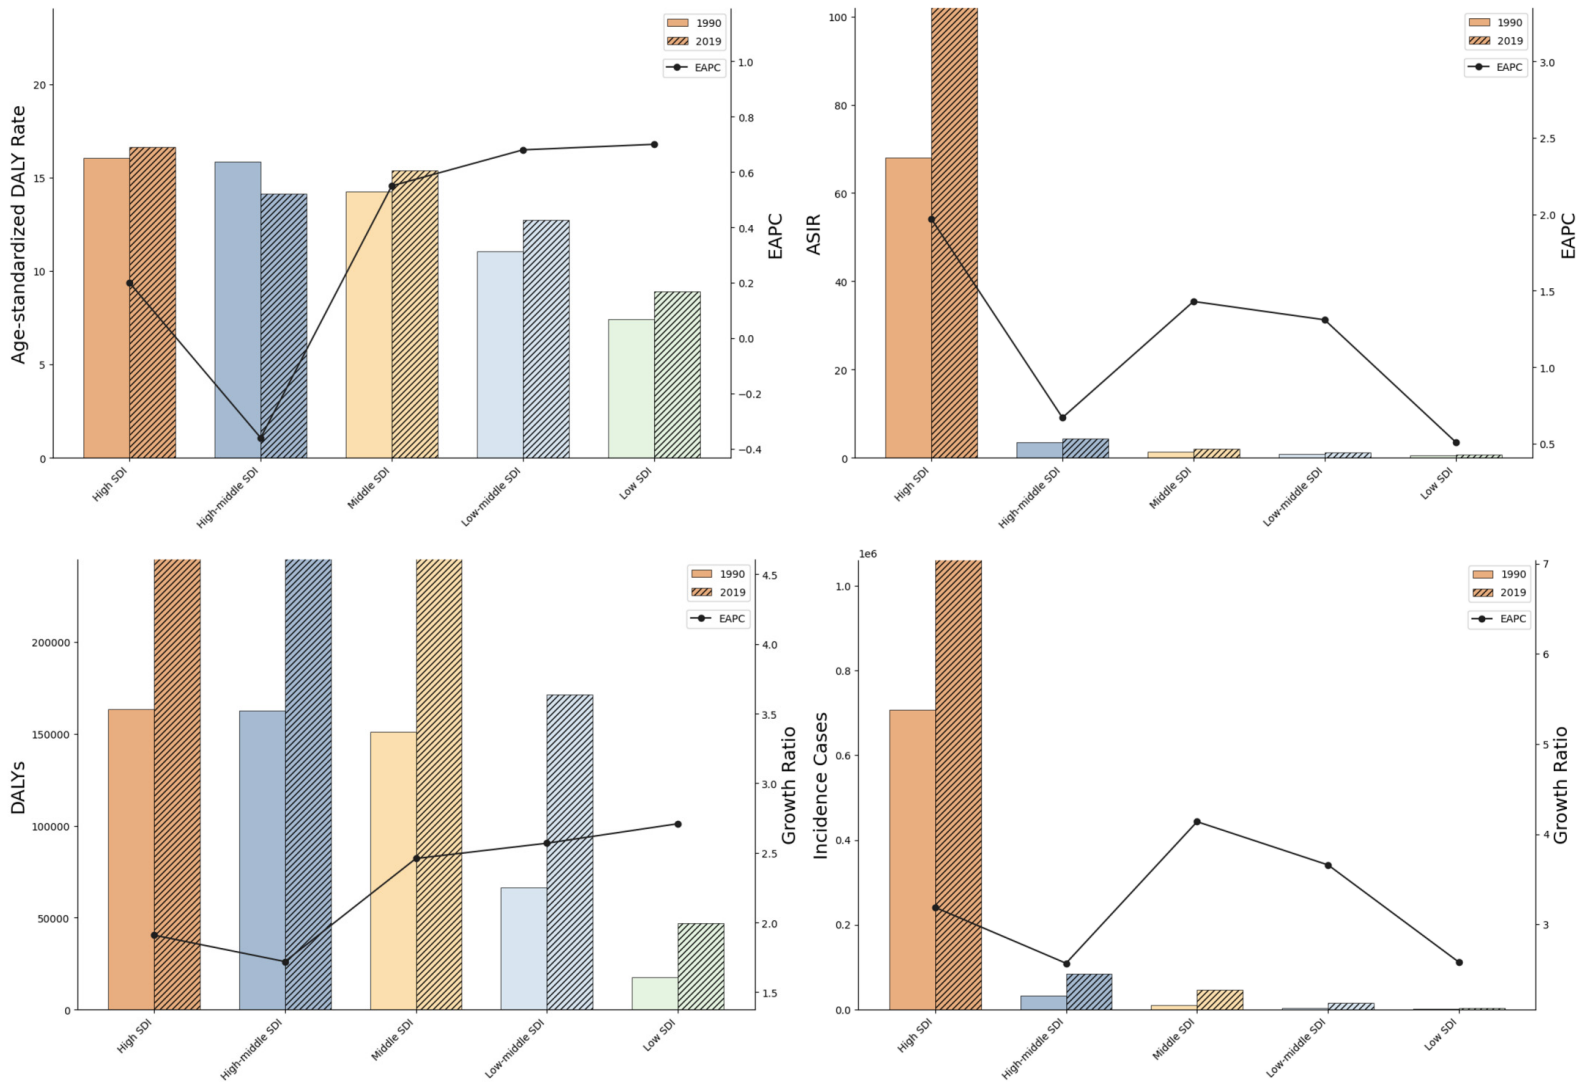 1990
2019
EAPC
Age-standardized DALY Rate
20
15
10
5
0
1.0
0.8
0.6
0.4
0.2
0.0
−0.2
−0.4
EAPC
High SDI
High-middle SDI
Middle SDI
Low-middle SDI
Low SDI
1990
2019
EAPC
ASIR
100
80
60
40
20
0
3.0
2.5
2.0
1.5
1.0
0.5
EAPC
High SDI
High-middle SDI
Middle SDI
Low-middle SDI
Low SDI
1990
2019
EAPC
DALYs
200000
150000
100000
50000
0
4.5
4.0
3.5
3.0
2.5
2.0
1.5
Growth Ratio
High SDI
High-middle SDI
Middle SDI
Low-middle SDI
Low SDI
1e6
1990
2019
EAPC
Incidence Cases
1.0
0.8
0.6
0.4
0.2
0.0
7
6
5
4
3
Growth Ratio
High SDI
High-middle SDI
Middle SDI
Low-middle SDI
Low SDI